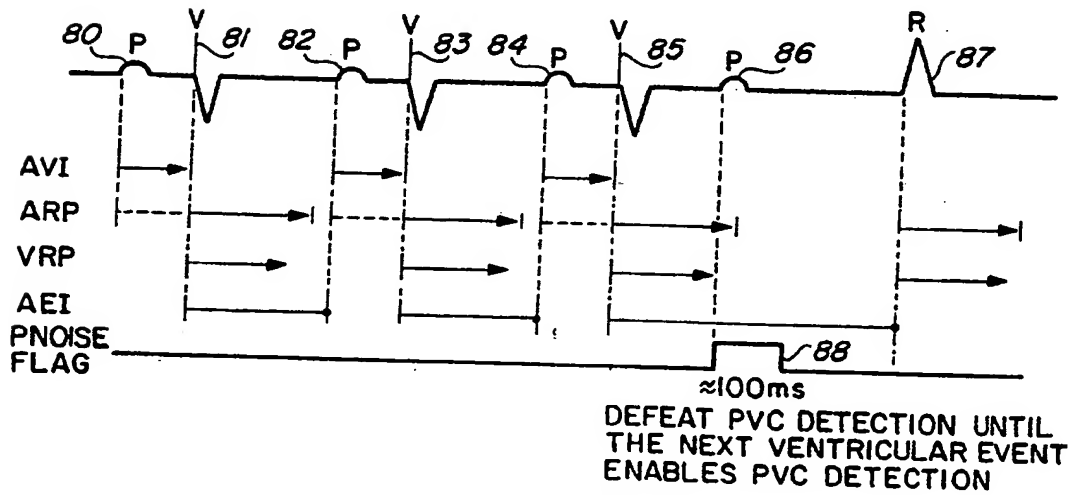 V V V R
80 P 81 82 P 83 84 P 85 P 86 87
AVI
ARP
VRP
AEI
PNOISE
FLAG
88
≈100ms
DEFEAT PVC DETECTION UNTIL
THE NEXT VENTRICULAR EVENT
ENABLES PVC DETECTION